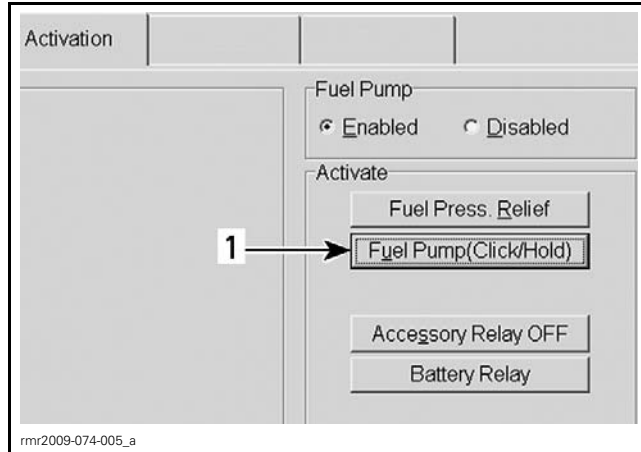 Activation
Fuel Pump
Enabled
Disabled
Activate
Fuel Press. Relief
1
Fuel Pump(Click/Hold)
Accessory Relay OFF
Battery Relay
rmr2009-074-005_a